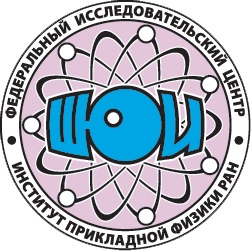 ФЕДЕРАЛЬНЫЙ ИССЛЕДОВАТЕЛЬСКИЙ ЦЕНТР
ИНСТИТУТ ПРИКЛАДНОЙ ФИЗИКИ РАН